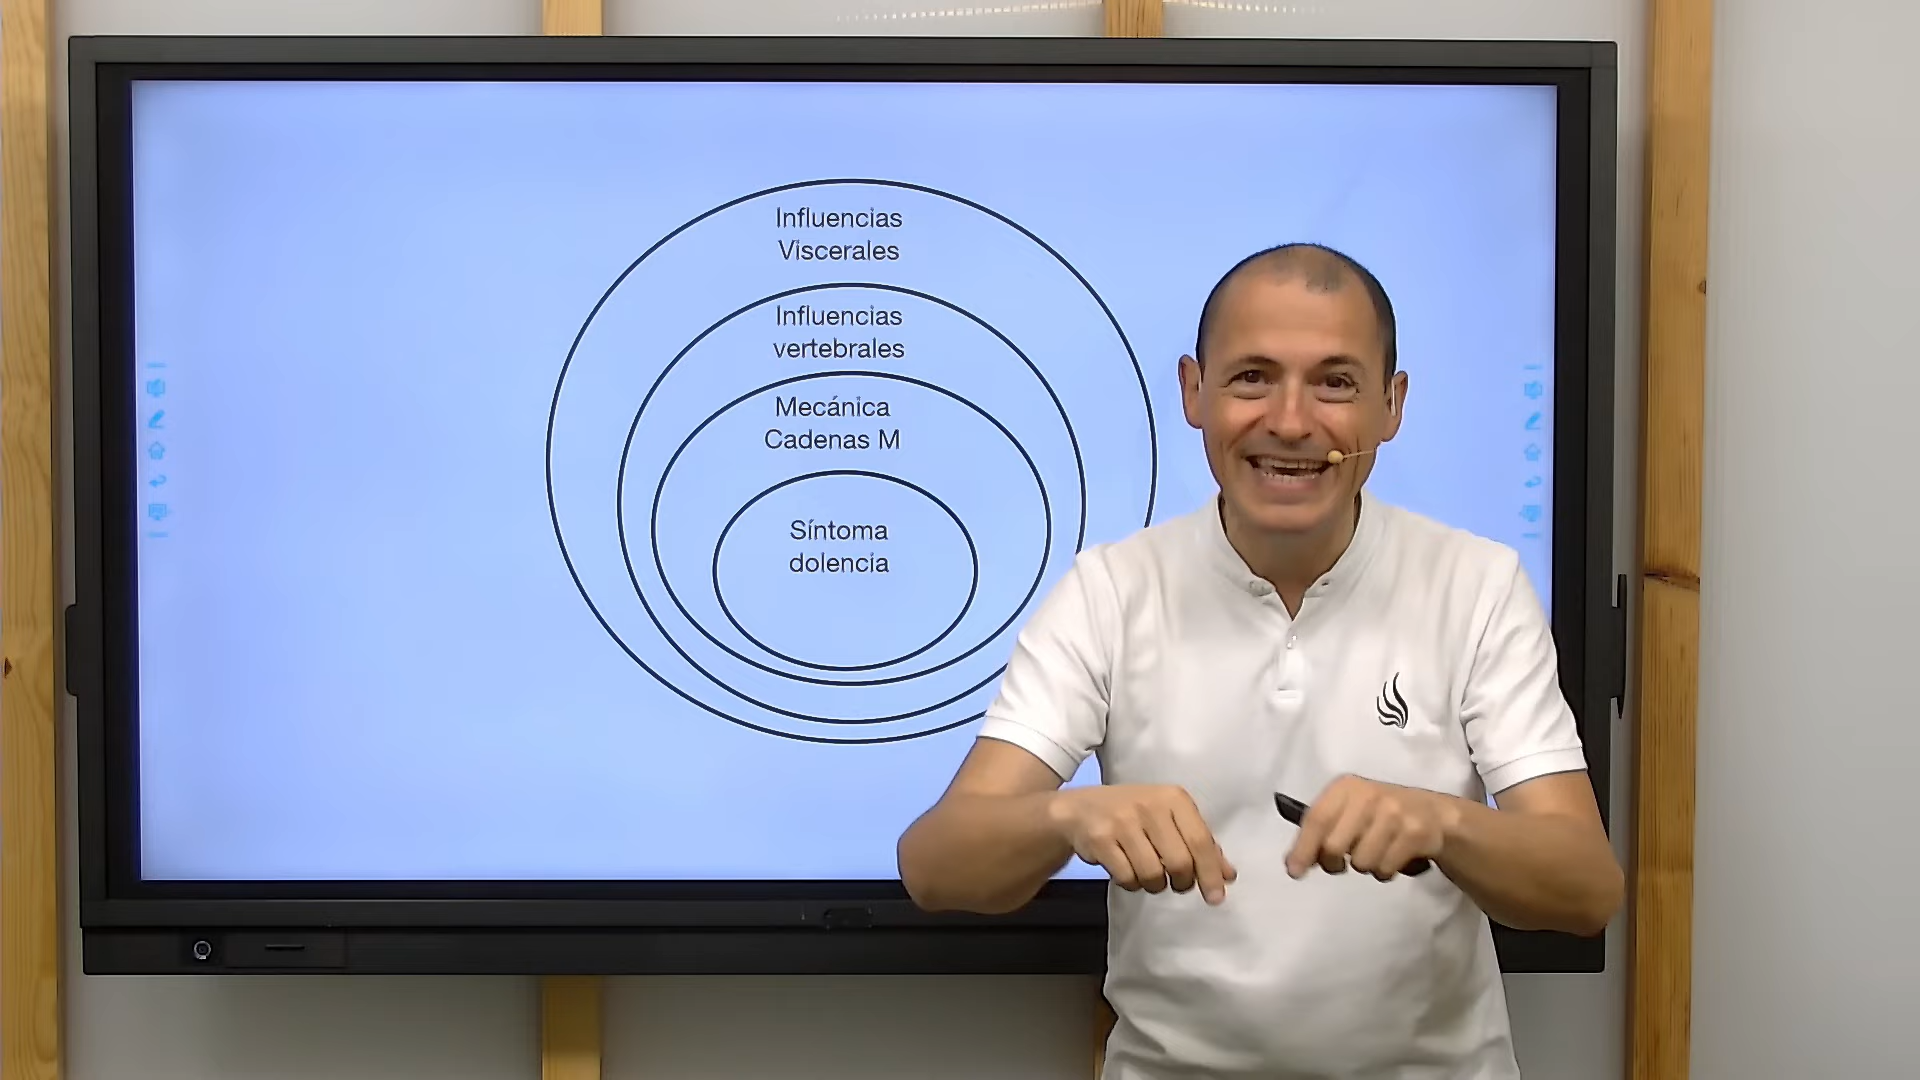 Influencias
Viscerales
Influencias
vertebrales
Mecánica
Cadenas M
Síntoma
dolencia